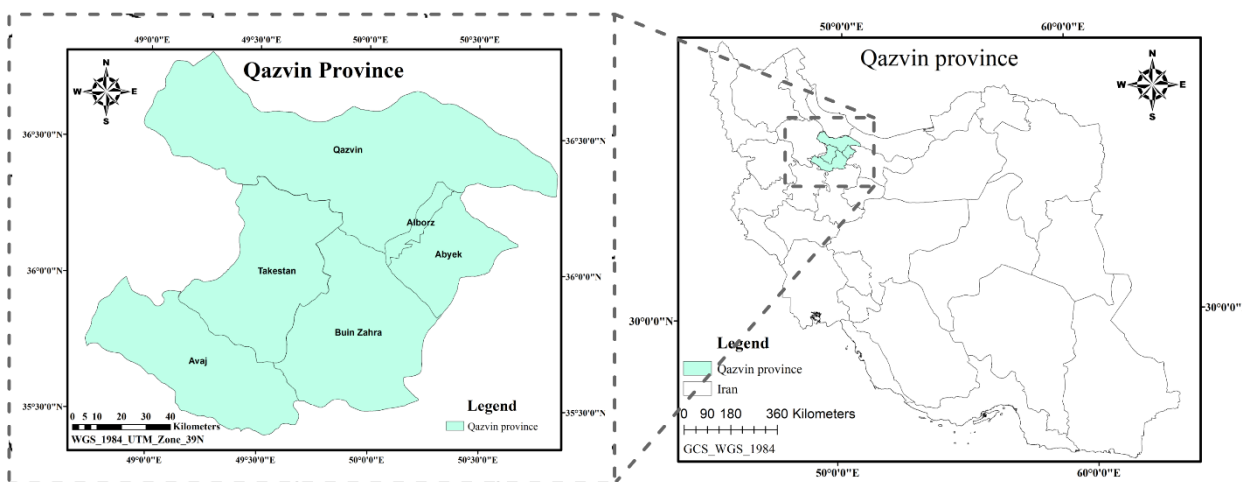 49°0'0"E 49°30'0"E 50°0'0"E 50°30'0"E
Qazvin Province
N
W E
S
36°30'0"N 36°30'0"N
Qazvin
Alborz
Abyek
Takestan
36°0'0"N 36°0'0"N
Buin Zahra
Avaj
35°30'0"N 35°30'0"N
Legend
Qazvin province
0 5 10 20 30 40
Kilometers
WGS_1984_UTM_Zone_39N
49°0'0"E 49°30'0"E 50°0'0"E 50°30'0"E
50°0'0"E 60°0'0"E
Qazvin province
N
W E
S
30°0'0"N 30°0'0"N
Legend
Qazvin province
Iran
0 90 180 360 Kilometers
GCS_WGS_1984
50°0'0"E 60°0'0"E